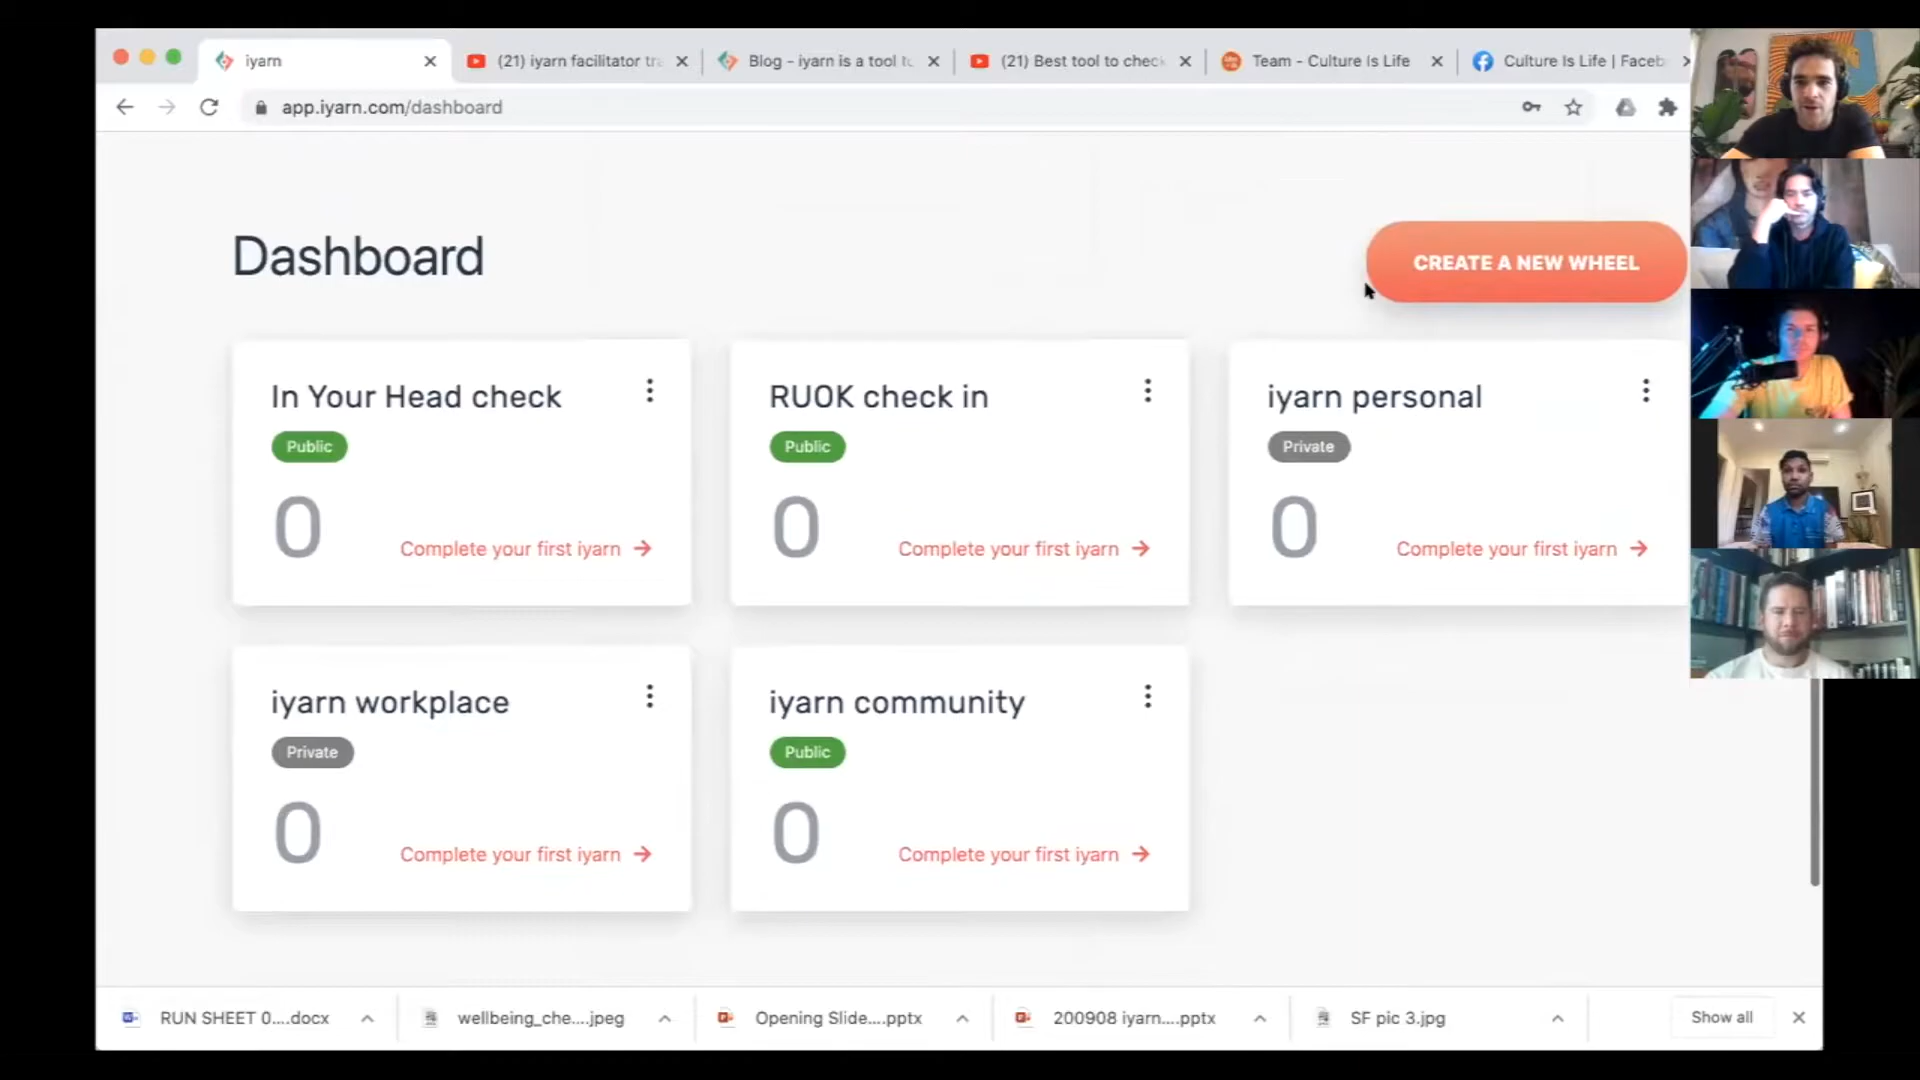 iyarn
(21) iyarn facilitator tra
Blog - iyarn is a tool to
(21) Best tool to check
Team - Culture Is Life
Culture Is Life | Faceb
app.iyarn.com/dashboard
Dashboard
CREATE A NEW WHEEL
In Your Head check
Public
0
Complete your first iyarn →
RUOK check in
Public
0
Complete your first iyarn →
iyarn personal
Private
0
Complete your first iyarn →
iyarn workplace
Private
0
Complete your first iyarn →
iyarn community
Public
0
Complete your first iyarn →
RUN SHEET 0....docx
wellbeing_che....jpeg
Opening Slide....pptx
200908 iyarn....pptx
SF pic 3.jpg
Show all